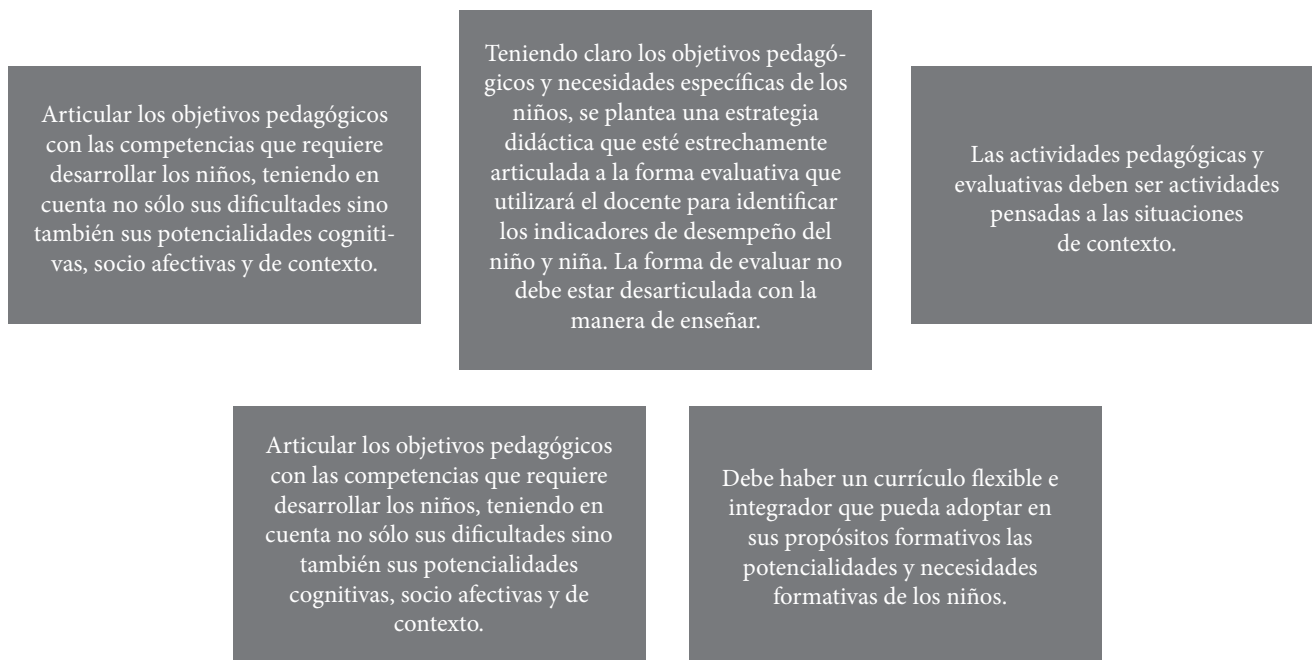 Articular los objetivos pedagógicos
con las competencias que requiere
desarrollar los niños, teniendo en
cuenta no sólo sus dificultades sino
también sus potencialidades cogniti-
vas, socio afectivas y de contexto.
Teniendo claro los objetivos pedagó-
gicos y necesidades específicas de los
niños, se plantea una estrategia
didáctica que esté estrechamente
articulada a la forma evaluativa que
utilizará el docente para identificar
los indicadores de desempeño del
niño y niña. La forma de evaluar no
debe estar desarticulada con la
manera de enseñar.
Las actividades pedagógicas y
evaluativas deben ser actividades
pensadas a las situaciones
de contexto.
Articular los objetivos pedagógicos
con las competencias que requiere
desarrollar los niños, teniendo en
cuenta no sólo sus dificultades sino
también sus potencialidades
cognitivas, socio afectivas y de
contexto.
Debe haber un currículo flexible e
integrador que pueda adoptar en
sus propósitos formativos las
potencialidades y necesidades
formativas de los niños.